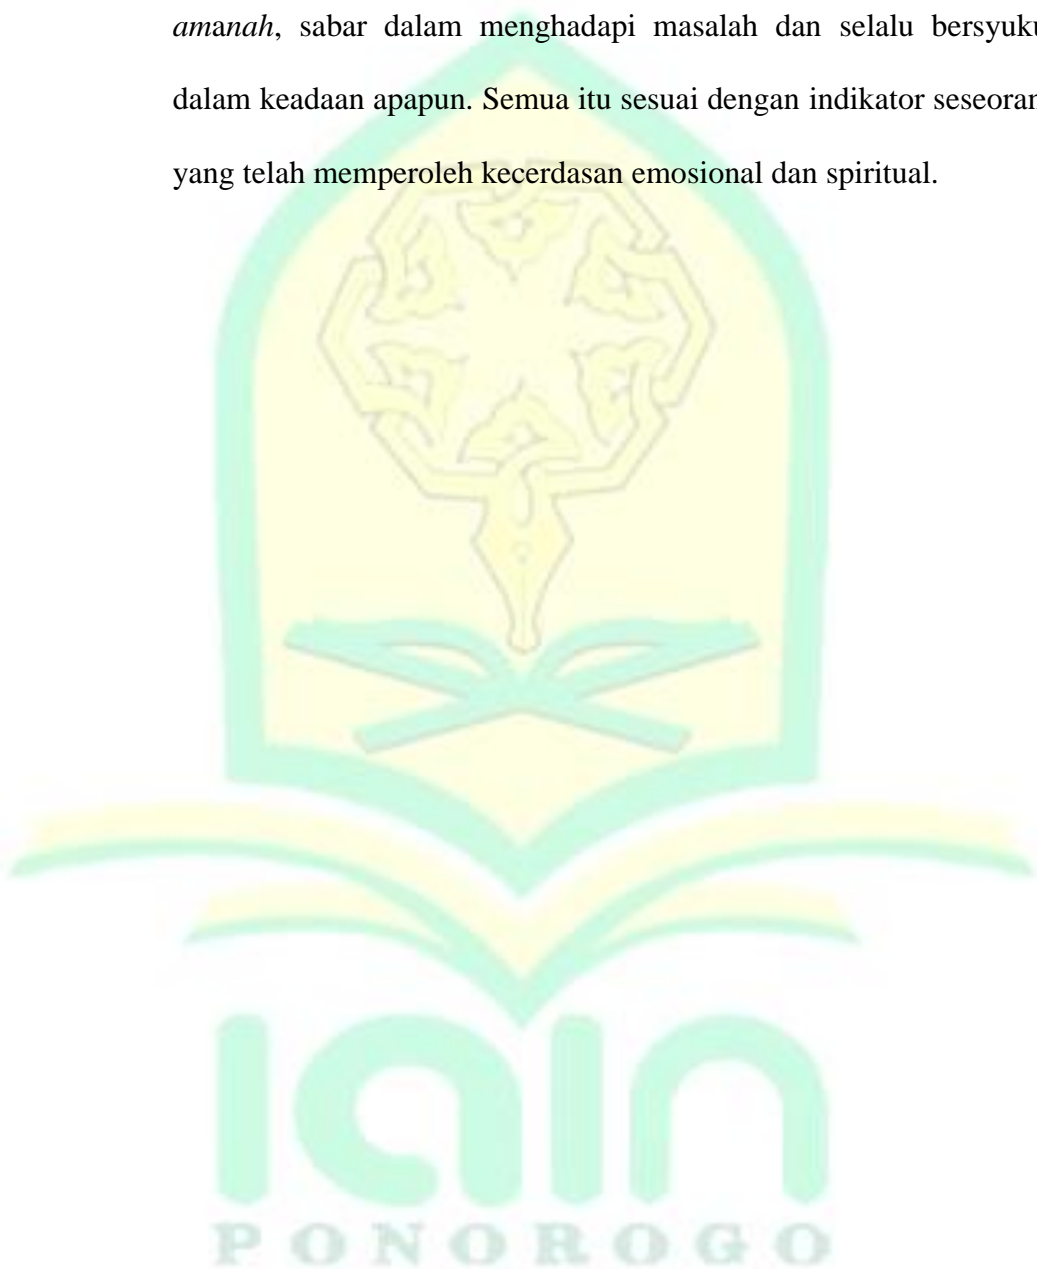 amanah, sabar dalam menghadapi masalah dan selalu bersyuku
dalam keadaan apapun. Semua itu sesuai dengan indikator seseoran
yang telah memperoleh kecerdasan emosional dan spiritual.
iain
PONOROGO